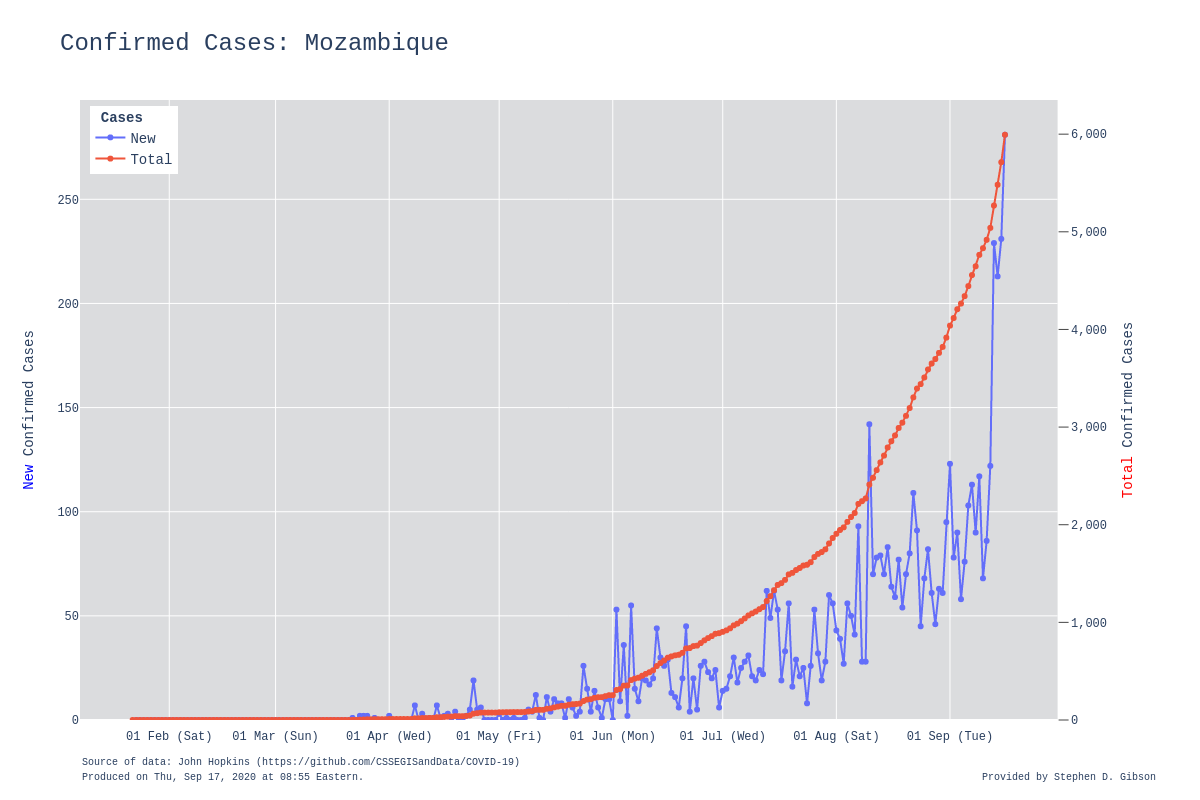 Confirmed Cases: Mozambique
Cases
New
Total
250
200
150
100
50
0
6,000
5,000
4,000
3,000
2,000
1,000
0
New Confirmed Cases
Total Confirmed Cases
01 Feb (Sat)
01 Mar (Sun)
01 Apr (Wed)
01 May (Fri)
01 Jun (Mon)
01 Jul (Wed)
01 Aug (Sat)
01 Sep (Tue)
Source of data: John Hopkins (https://github.com/CSSEGISandData/COVID-19)
Produced on Thu, Sep 17, 2020 at 08:55 Eastern.
Provided by Stephen D. Gibson